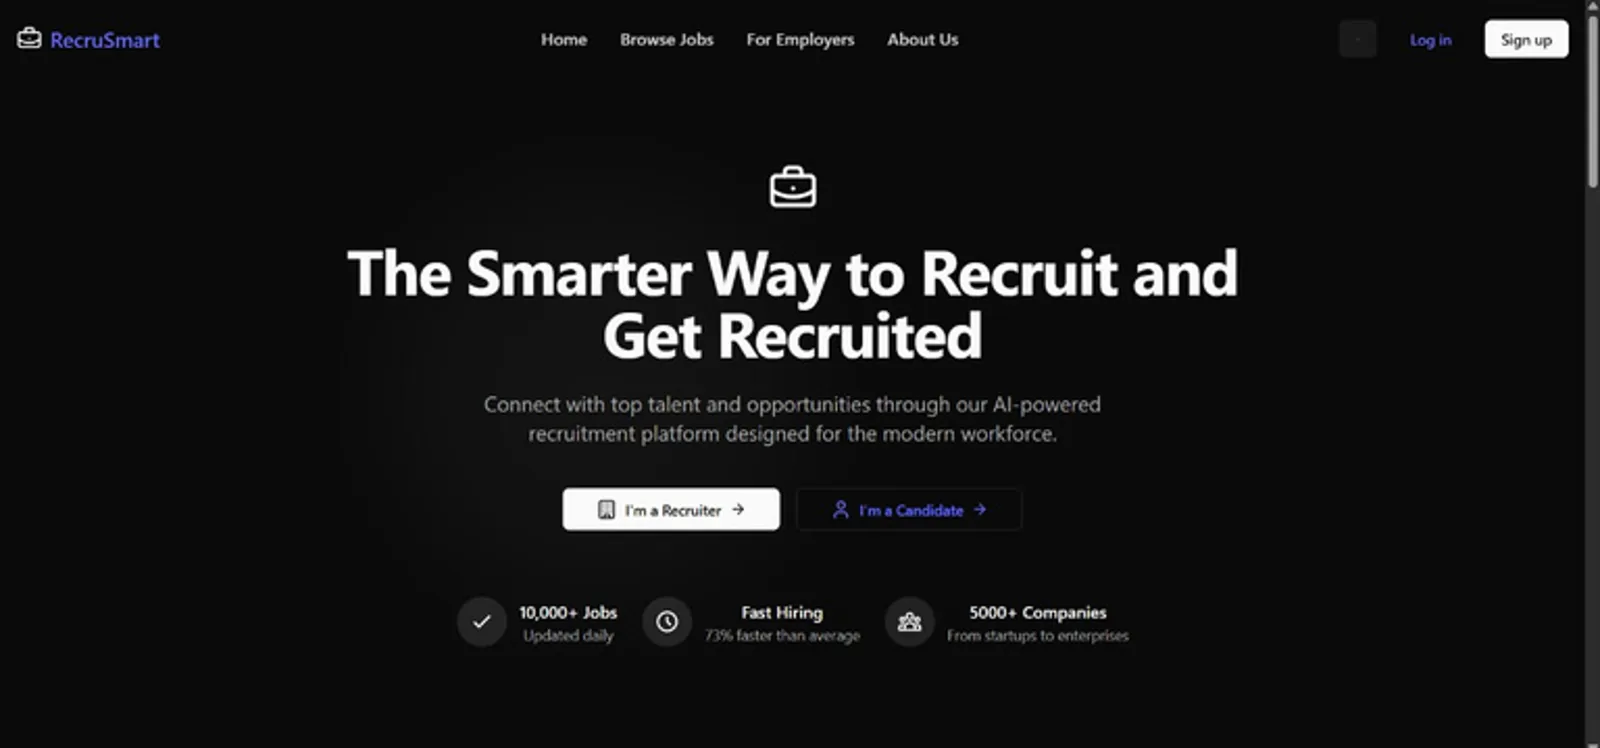 RecruSmart
Home
Browse Jobs
For Employers
About Us
Log in
Sign up
The Smarter Way to Recruit and
Get Recruited
Connect with top talent and opportunities through our AI-powered
recruitment platform designed for the modern workforce.
I'm a Recruiter →
I'm a Candidate →
10,000+ Jobs
Updated daily
Fast Hiring
73% faster than average
5000+ Companies
From startups to enterprises